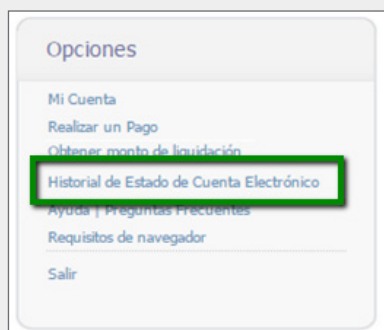 Opciones
Mi Cuenta
Realizar un Pago
Obtener monto de liquidación
Historial de Estado de Cuenta Electrónico
Ayuda | Preguntas Frecuentes
Requisitos de navegador
Salir